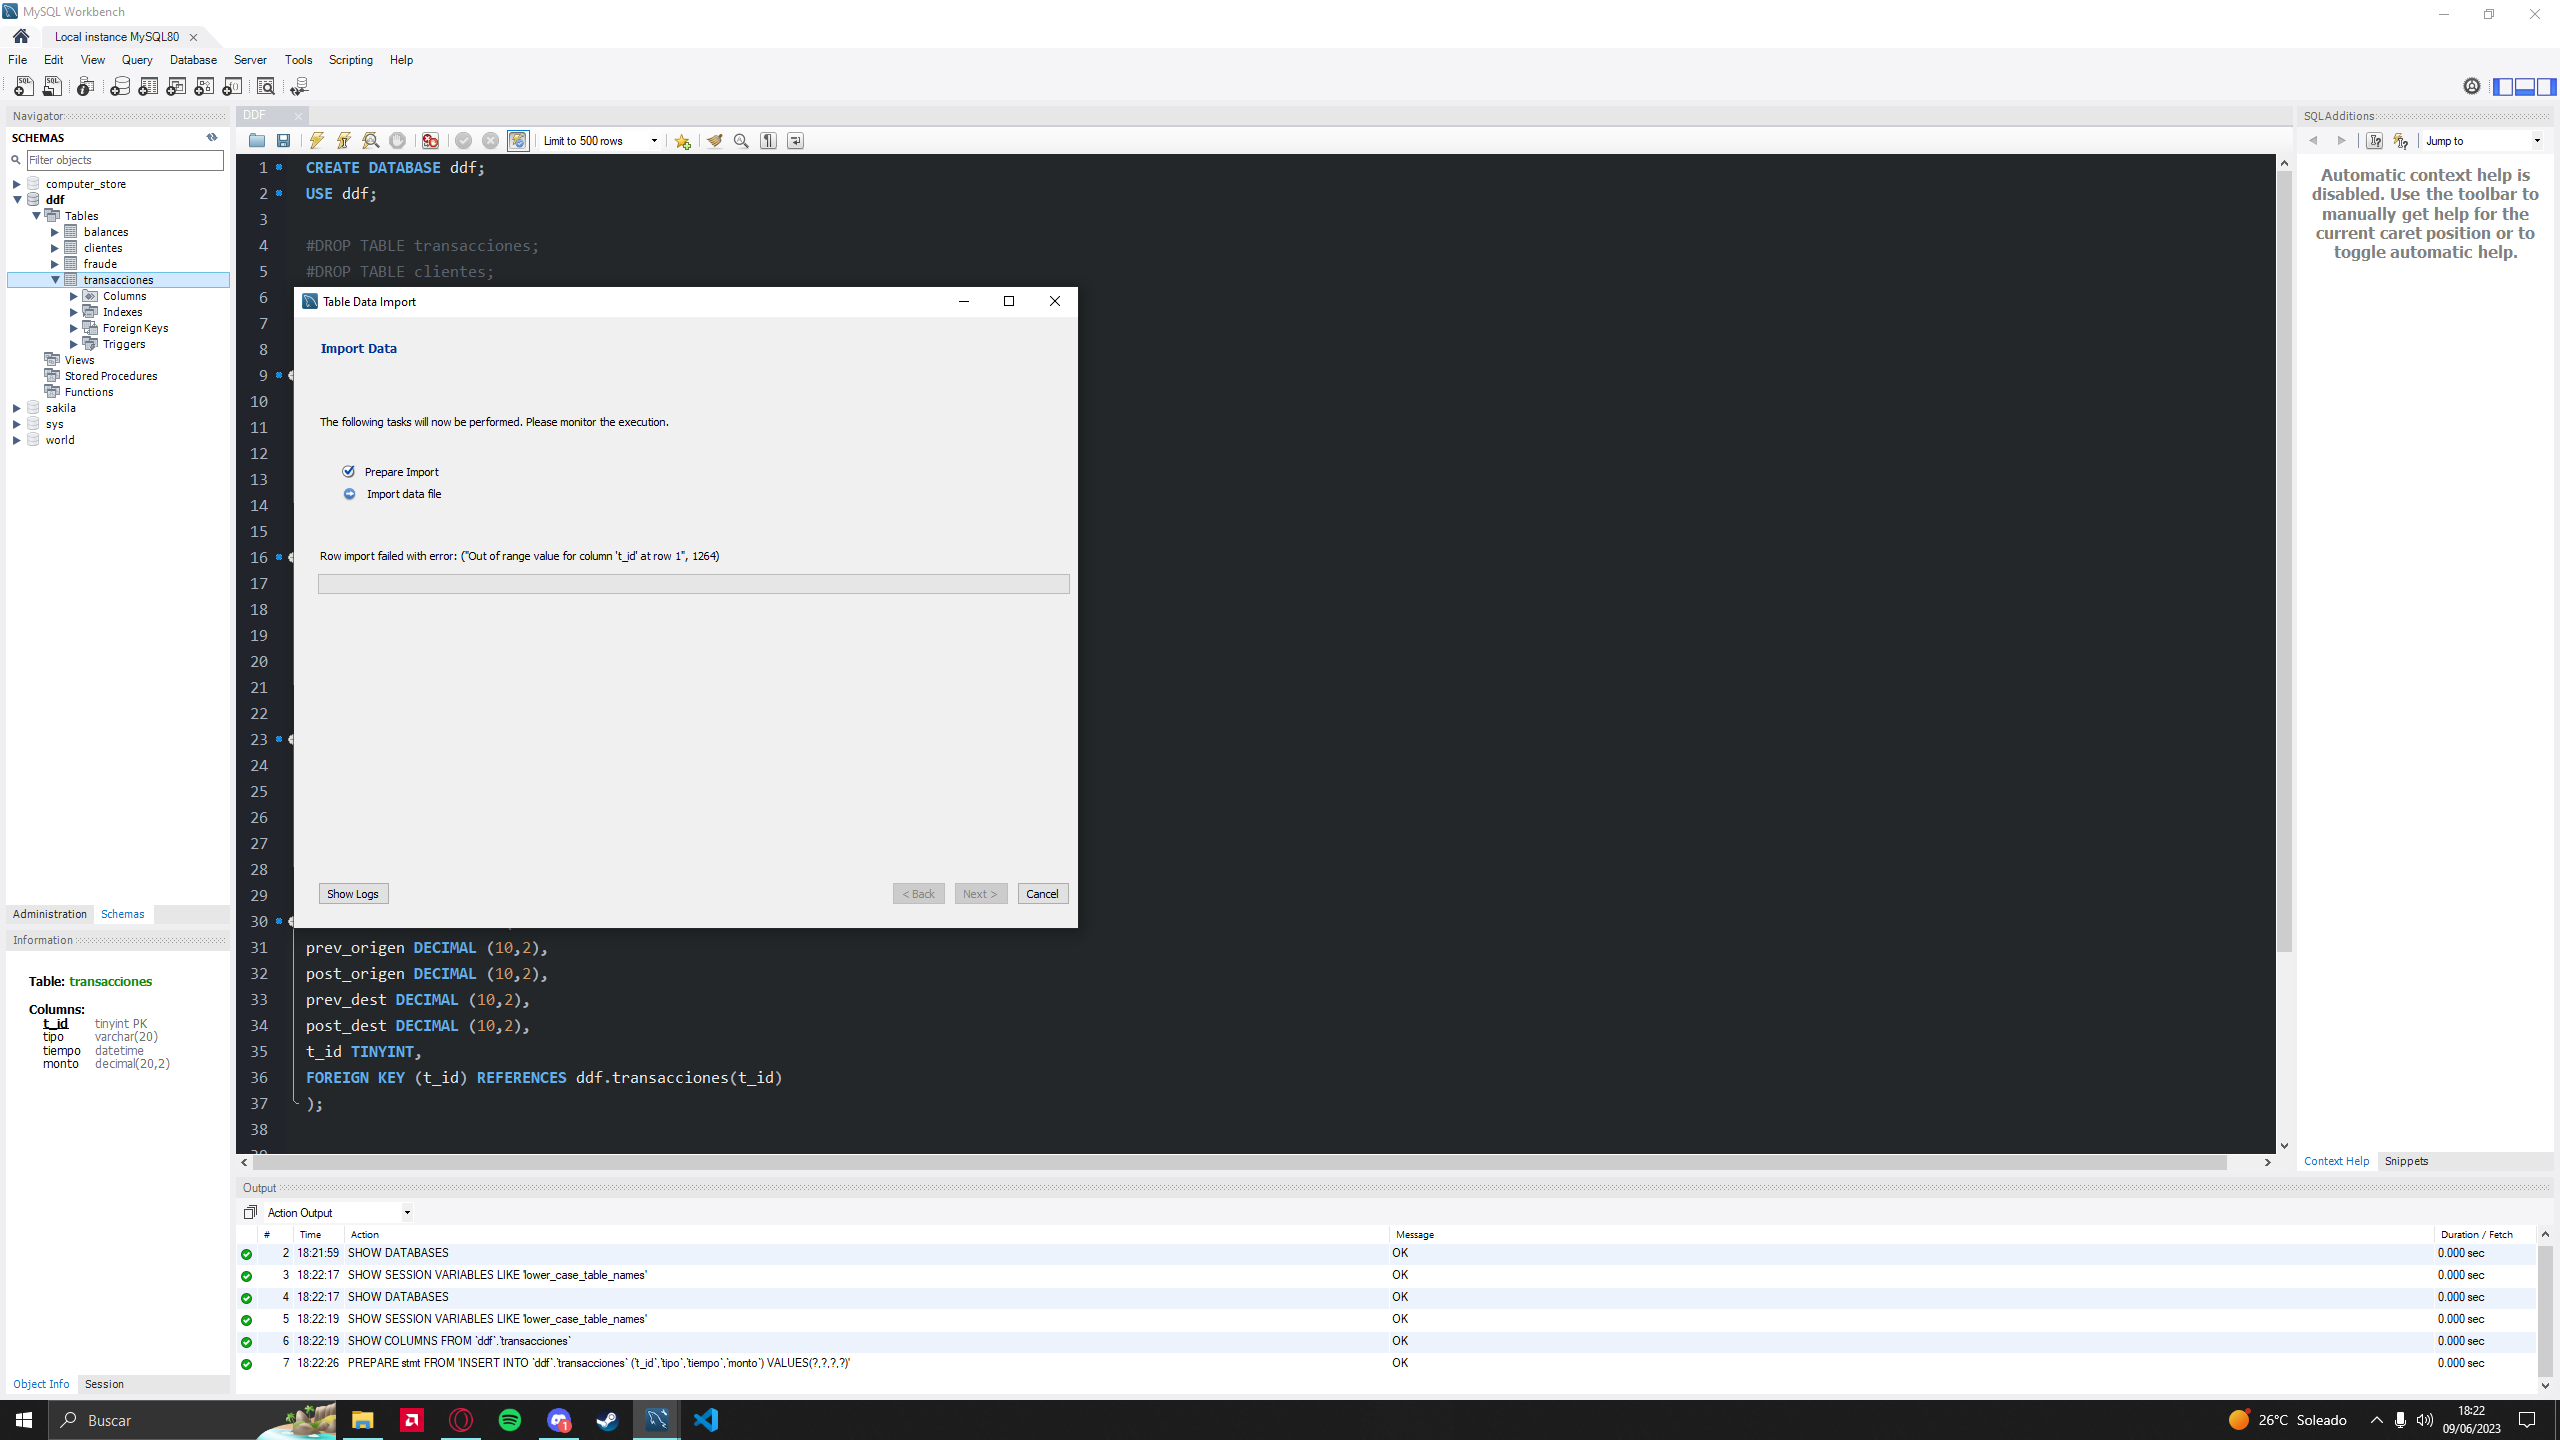 MySQL Workbench
Local instance MySQL80
File Edit View Query Database Server Tools Scripting Help
Navigator
SCHEMAS
Filter objects
computer_store
ddf
Tables
balances
clientes
fraude
transacciones
Columns
Indexes
Foreign Keys
Triggers
Views
Stored Procedures
Functions
sakila
sys
world
Administration Schemas
Information
Table: transacciones
Columns:
t_id tinyint PK
tipo varchar(20)
tiempo datetime
monto decimal(20,2)
Object Info Session
DDF
Limit to 500 rows
1 CREATE DATABASE ddf;
2 USE ddf;
3
4 #DROP TABLE transacciones;
5 #DROP TABLE clientes;
6
7
8
9
10
11
12
13
14
15
16
17
18
19
20
21
22
23
24
25
26
27
28
29
30
31 prev_origen DECIMAL (10,2),
32 post_origen DECIMAL (10,2),
33 prev_dest DECIMAL (10,2),
34 post_dest DECIMAL (10,2),
35 t_id TINYINT,
36 FOREIGN KEY (t_id) REFERENCES ddf.transacciones(t_id)
37 );
38
Table Data Import
Import Data
The following tasks will now be performed. Please monitor the execution.
Prepare Import
Import data file
Row import failed with error: ("Out of range value for column 't_id' at row 1", 1264)
Show Logs < Back Next > Cancel
SQLAdditions
Jump to
Automatic context help is
disabled. Use the toolbar to
manually get help for the
current caret position or to
toggle automatic help.
Context Help Snippets
Output
Action Output
# Time Action Message Duration / Fetch
2 18:21:59 SHOW DATABASES OK 0.000 sec
3 18:22:17 SHOW SESSION VARIABLES LIKE 'lower_case_table_names' OK 0.000 sec
4 18:22:17 SHOW DATABASES OK 0.000 sec
5 18:22:19 SHOW SESSION VARIABLES LIKE 'lower_case_table_names' OK 0.000 sec
6 18:22:19 SHOW COLUMNS FROM `ddf`.`transacciones` OK 0.000 sec
7 18:22:26 PREPARE stmt FROM 'INSERT INTO `ddf`.`transacciones` (`t_id`,`tipo`,`tiempo`,`monto`) VALUES(?,?,?,?)' OK 0.000 sec
Buscar
1
26°C Soleado
18:22
09/06/2023